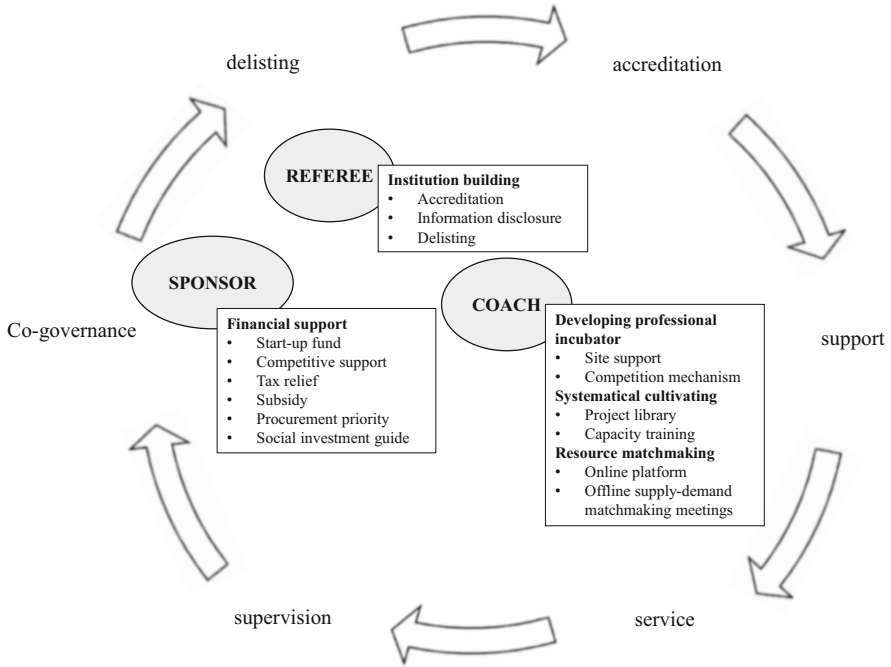 delisting
accreditation
REFEREE
Institution building
• Accreditation
• Information disclosure
• Delisting
SPONSOR
COACH
Co-governance
Financial support
• Start-up fund
• Competitive support
• Tax relief
• Subsidy
• Procurement priority
• Social investment guide
Developing professional
incubator
• Site support
• Competition mechanism
Systematical cultivating
• Project library
• Capacity training
Resource matchmaking
• Online platform
• Offline supply-demand
matchmaking meetings
support
supervision
service